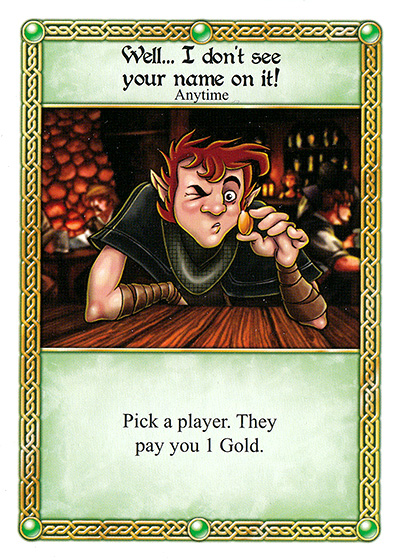 Well... I don't see
your name on it!
Anytime
Pick a player. They
pay you 1 Gold.